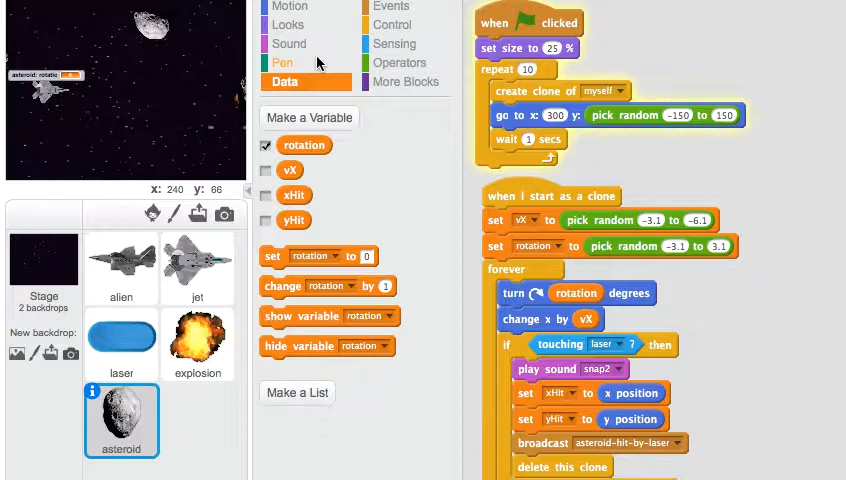 asteroid: rotatio 0
x: 240 y: 66
Stage
2 backdrops
New backdrop:
alien
jet
laser
explosion
i
asteroid
Motion
Looks
Sound
Pen
Data
Events
Control
Sensing
Operators
More Blocks
Make a Variable
rotation
vX
xHit
yHit
set rotation to 0
change rotation by 1
show variable rotation
hide variable rotation
Make a List
when clicked
set size to 25 %
repeat 10
create clone of myself
go to x: 300 y: pick random -150 to 150
wait 1 secs
when I start as a clone
set vX to pick random -3.1 to -6.1
set rotation to pick random -3.1 to 3.1
forever
turn rotation degrees
change x by vX
if touching laser ? then
play sound snap2
set xHit to x position
set yHit to y position
broadcast asteroid-hit-by-laser
delete this clone